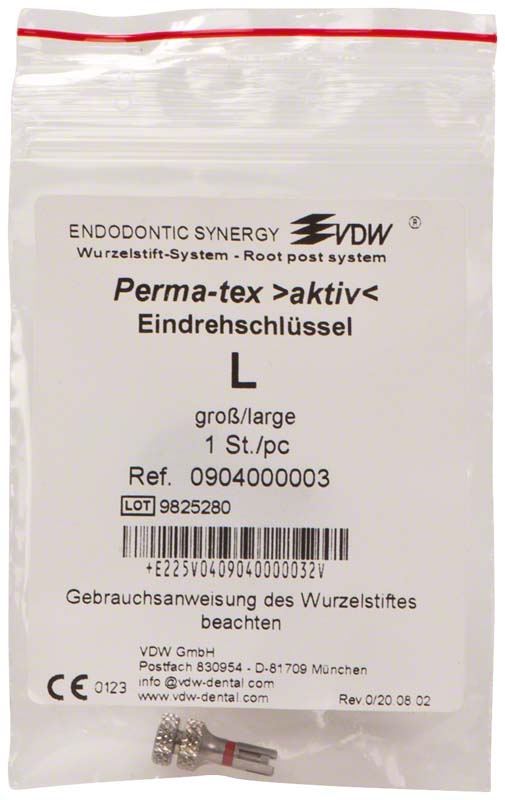 ENDODONTIC SYNERGY VDW ®
Wurzelstift-System - Root post system
Perma-tex >aktiv<
Eindrehschlüssel
L
groß/large
1 St./pc
Ref. 0904000003
LOT 9825280
+E225V0409040000032V
Gebrauchsanweisung des Wurzelstiftes
beachten
VDW GmbH
Postfach 830954 - D-81709 München
info@vdw-dental.com
www.vdw-dental.com
CE 0123
Rev.0/20.08.02